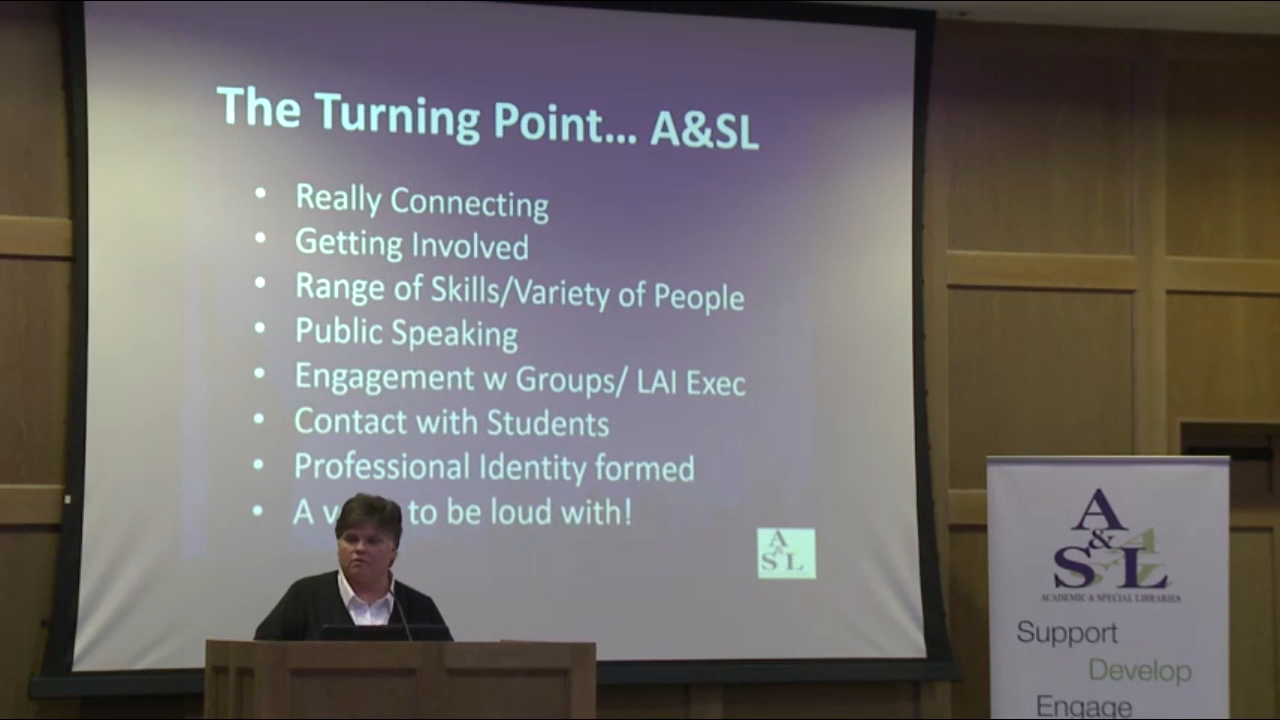 The Turning Point... A&SL
• Really Connecting
• Getting Involved
• Range of Skills/Variety of People
• Public Speaking
• Engagement w Groups/ LAI Exec
• Contact with Students
• Professional Identity formed
• A to be loud with!
A
& 
S L
A
&
SL
ACADEMIC & SPECIAL LIBRARIES
Support
Develop
Engage